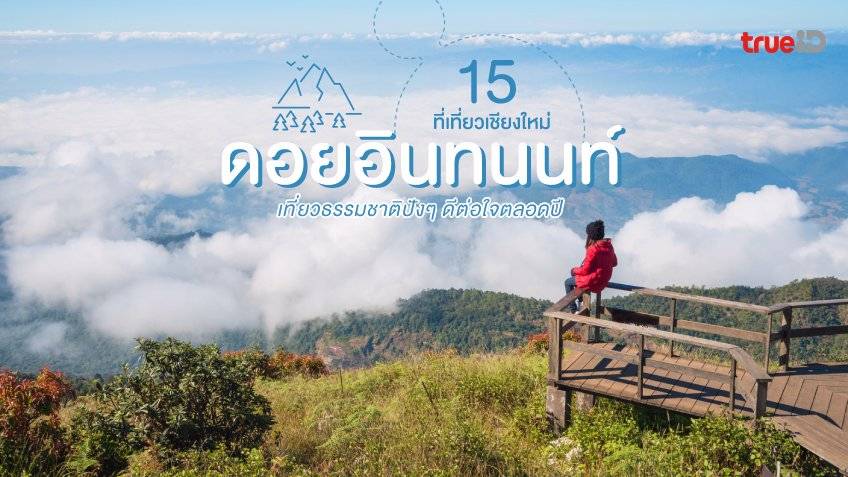 trueID
15
ที่เที่ยวเชียงใหม่
ดอยอินทนนท์
เที่ยวธรรมชาติปังๆ ดีต่อใจตลอดปี